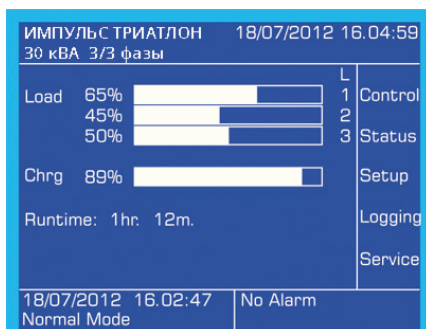 ИМПУЛЬС ТРИАТЛОН 18/07/2012 16.04:59
30 кВА 3/3 фазы
L
Load 65% 1 Control
45% 2
50% 3 Status
Chrg 89% Setup
Runtime: 1hr. 12m. Logging
Service
18/07/2012 16.02:47 No Alarm
Normal Mode